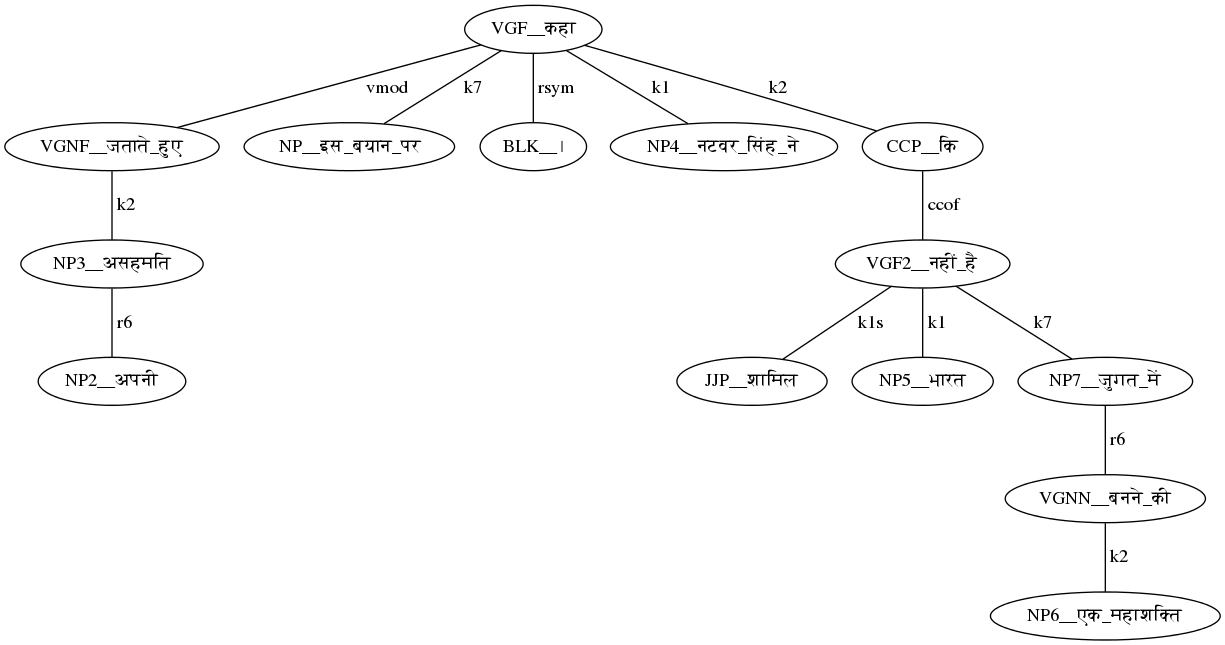 VGF__कहा
vmod k7 rsym k1 k2
VGNF__जताते_हुए NP__इस_बयान_पर BLK__। NP4__नटवर_सिंह_ने CCP__कि
k2 ccof
NP3__असहमति VGF2__नहीं_है
r6 k1s k1 k7
NP2__अपनी JJP__शामिल NP5__भारत NP7__जुगत_में
r6
VGNN__बनने_की
k2
NP6__एक_महाशक्ति